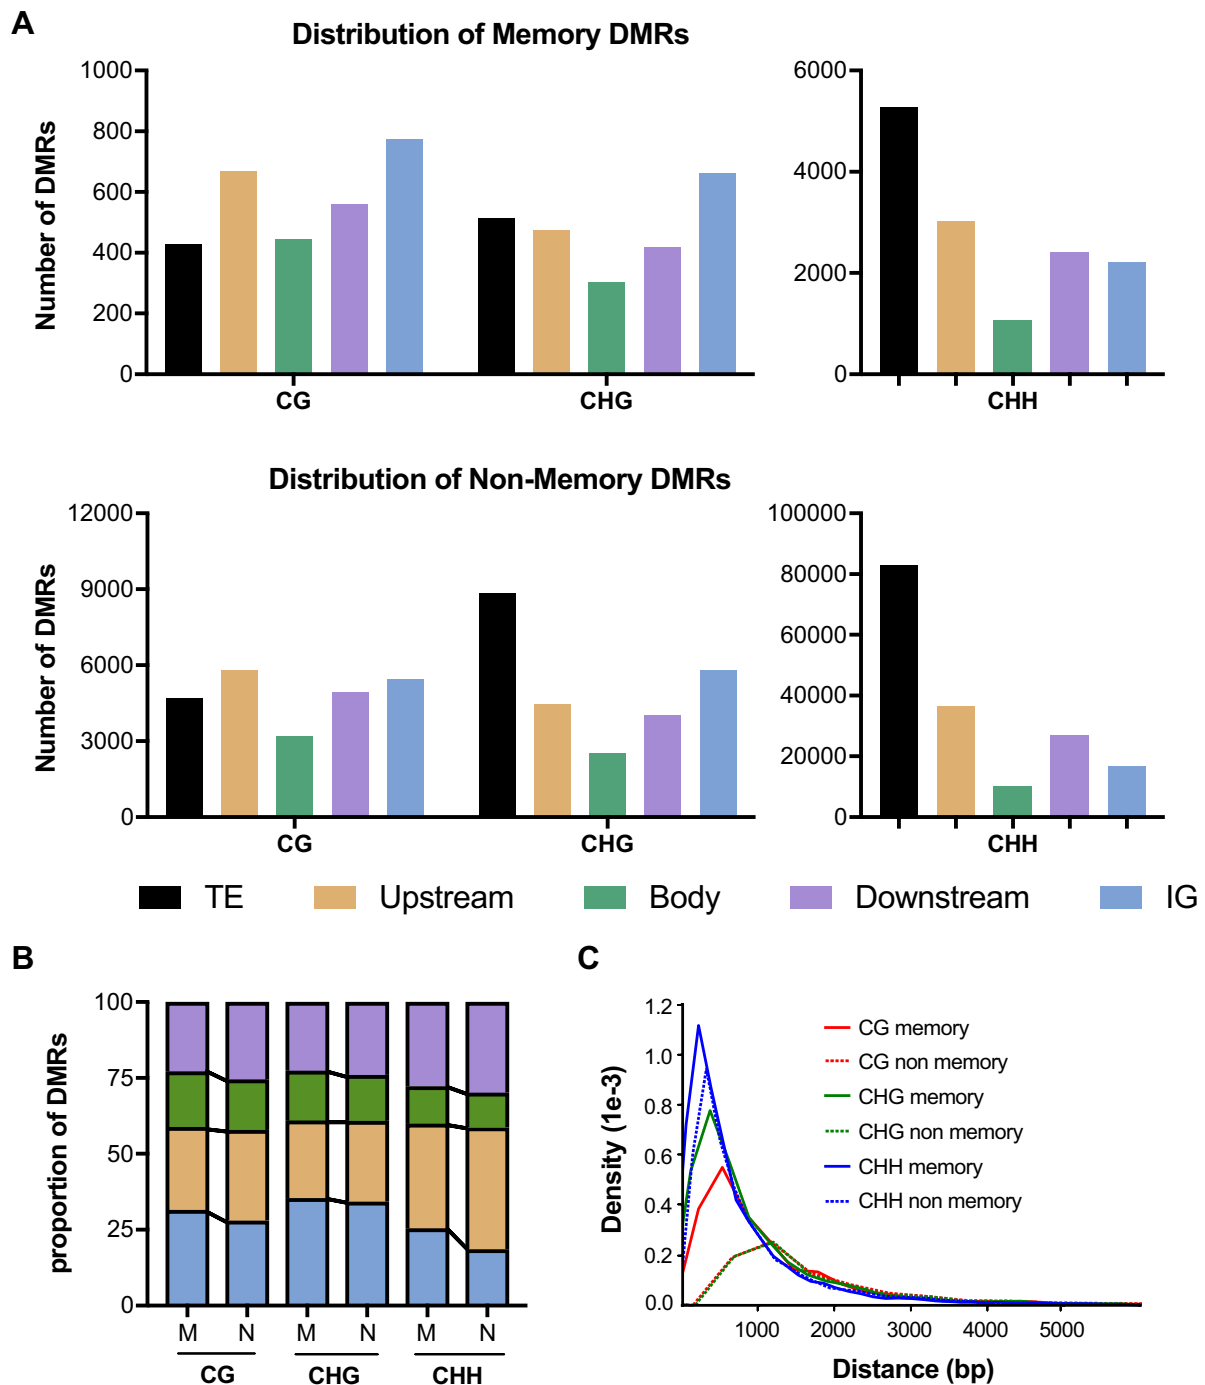 A
Distribution of Memory DMRs
Number of DMRs
1000
800
600
400
200
0
CG
CHG
6000
4000
2000
0
CHH
Distribution of Non-Memory DMRs
Number of DMRs
12000
9000
6000
3000
0
CG
CHG
100000
80000
60000
40000
20000
0
CHH
TE Upstream Body Downstream IG
B
proportion of DMRs
100
75
50
25
0
M N M N M N
CG CHG CHH
C
Density (1e-3)
1.2
1.0
0.8
0.6
0.4
0.2
0.0
CG memory
CG non memory
CHG memory
CHG non memory
CHH memory
CHH non memory
1000 2000 3000 4000 5000
Distance (bp)